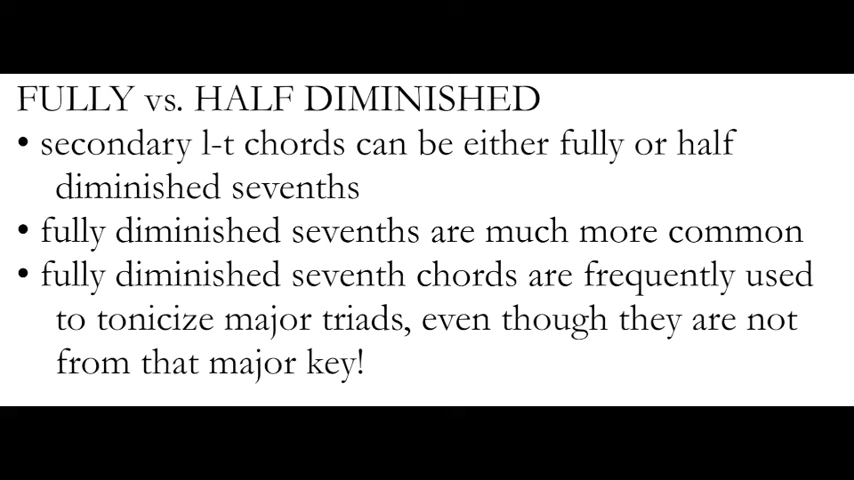 FULLY vs. HALF DIMINISHED
• secondary l-t chords can be either fully or half
diminished sevenths
• fully diminished sevenths are much more common
• fully diminished seventh chords are frequently used
to tonicize major triads, even though they are not
from that major key!